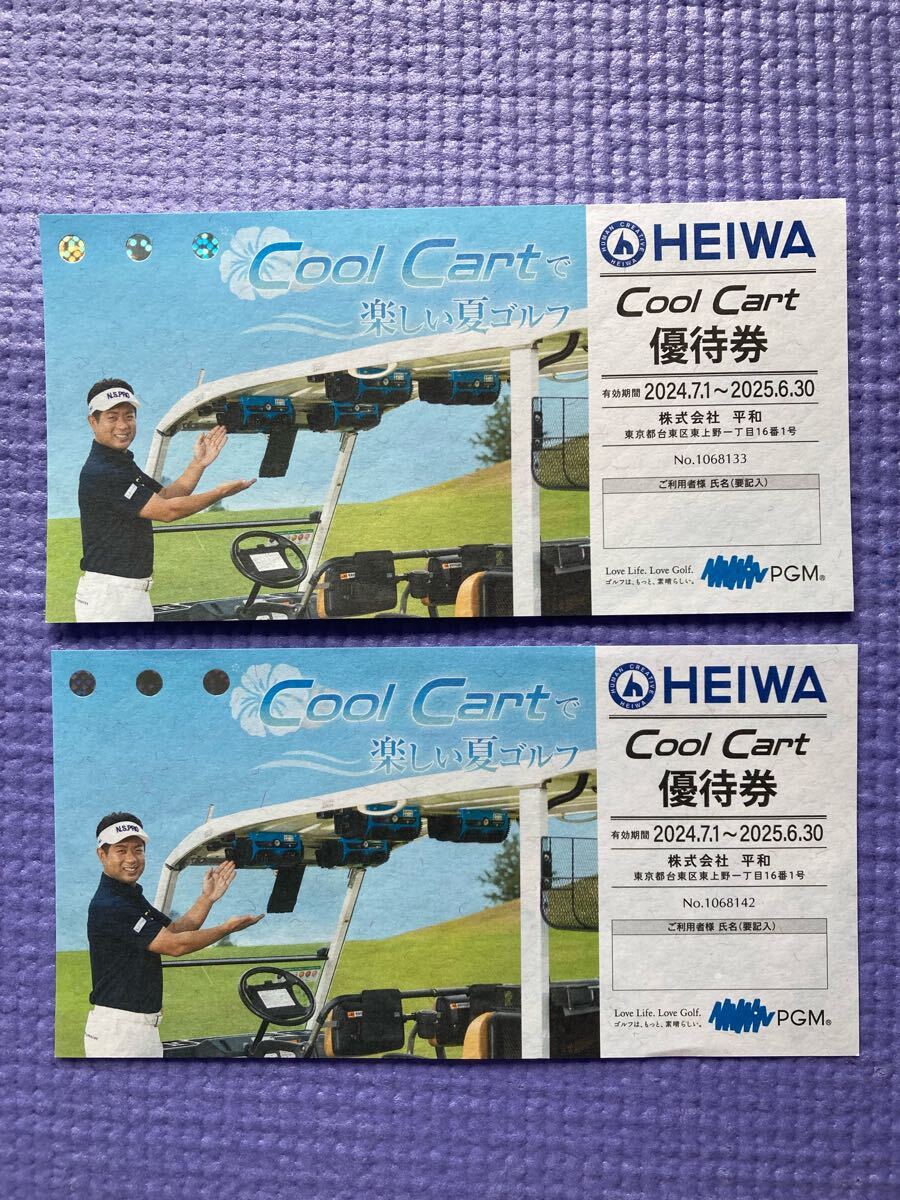 Cool Cartで
楽しい夏ゴルフ
N.S.PRO
HUMAN CREATIVE
HEIWA
HEIWA
Cool Cart
優待券
有効期間 2024.7.1～2025.6.30
株式会社 平和
東京都台東区東上野一丁目16番1号
No.1068133
ご利用者様 氏名(要記入)
Love Life. Love Golf.
ゴルフは、もっと、素晴らしい。
PGM®
Cool Cartで
楽しい夏ゴルフ
N.S.PRO
HUMAN CREATIVE
HEIWA
HEIWA
Cool Cart
優待券
有効期間 2024.7.1～2025.6.30
株式会社 平和
東京都台東区東上野一丁目16番1号
No.1068142
ご利用者様 氏名(要記入)
Love Life. Love Golf.
ゴルフは、もっと、素晴らしい。
PGM®